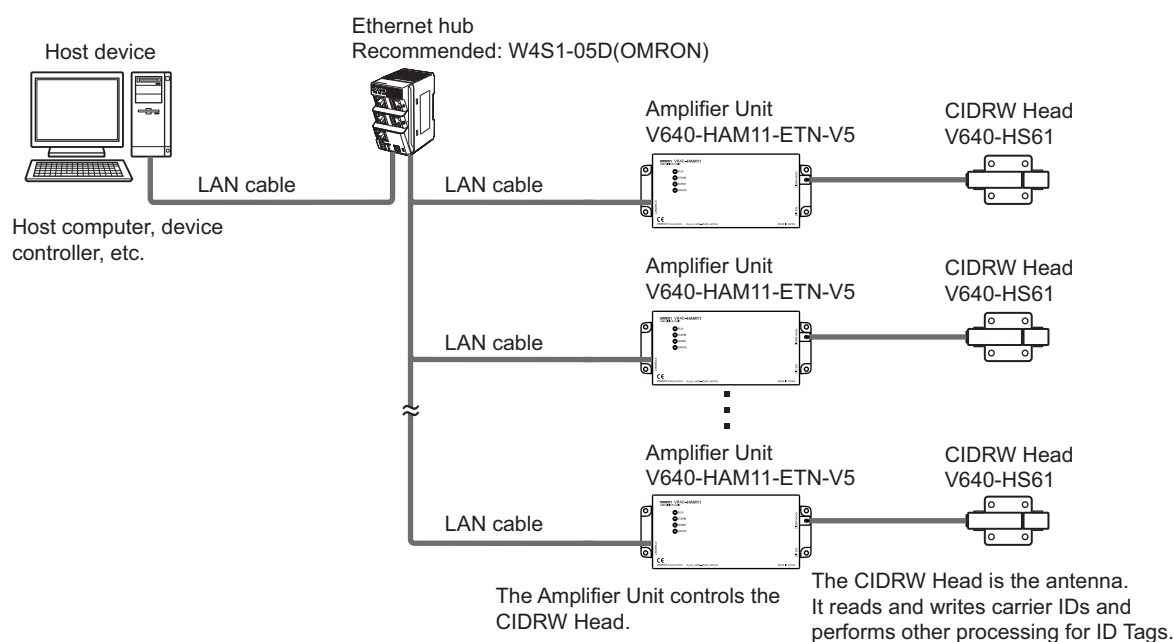 Ethernet hub
Recommended: W4S1-05D(OMRON)
Host device
Amplifier Unit
V640-HAM11-ETN-V5
CIDRW Head
V640-HS61
LAN cable
LAN cable
Host computer, device
controller, etc.
Amplifier Unit
V640-HAM11-ETN-V5
CIDRW Head
V640-HS61
LAN cable
Amplifier Unit
V640-HAM11-ETN-V5
CIDRW Head
V640-HS61
LAN cable
The Amplifier Unit controls the
CIDRW Head.
The CIDRW Head is the antenna.
It reads and writes carrier IDs and
performs other processing for ID Tags.